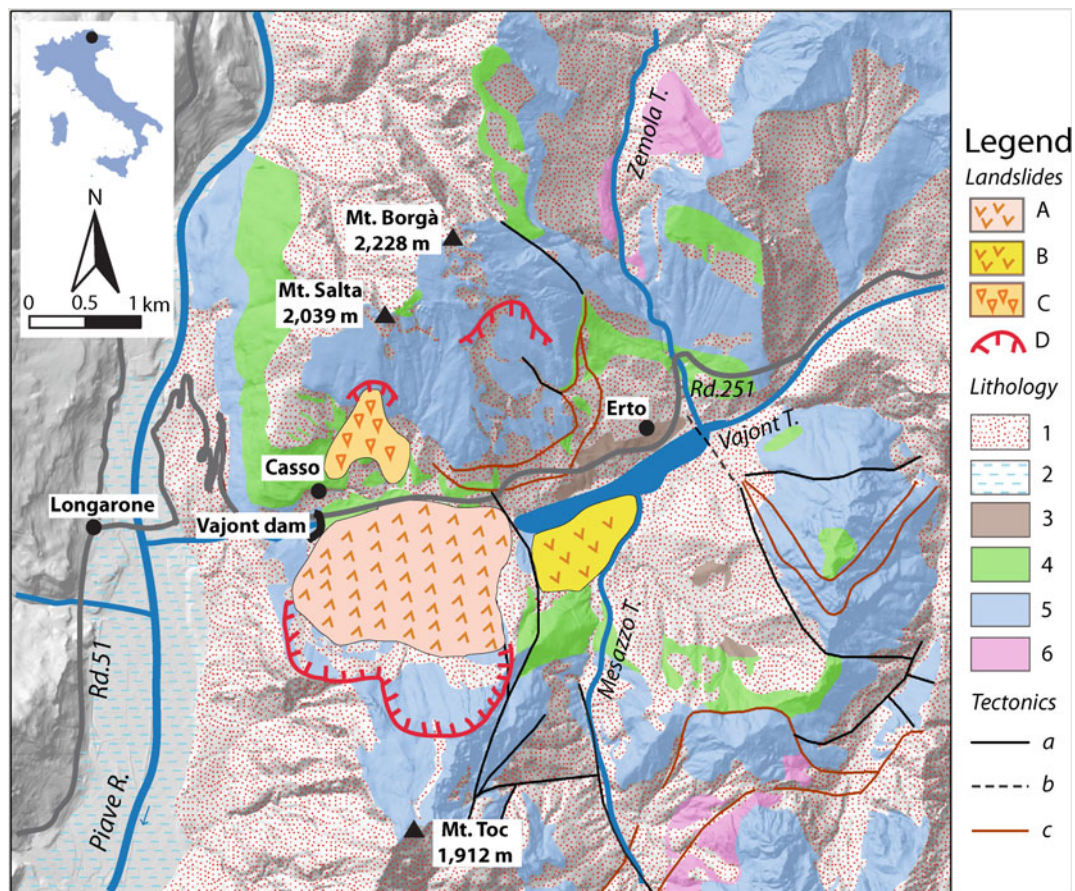 N
0 0.5 1 km
Mt. Borgà
2,228 m
Mt. Salta
2,039 m
Zemola T.
Rd.251
Erto
Vajont T.
Casso
Longarone
Vajont dam
Mesazzo T.
Rd.51
Piave R.
Mt. Toc
1,912 m
Legend
Landslides
A
B
C
D
Lithology
1
2
3
4
5
6
Tectonics
a
b
c